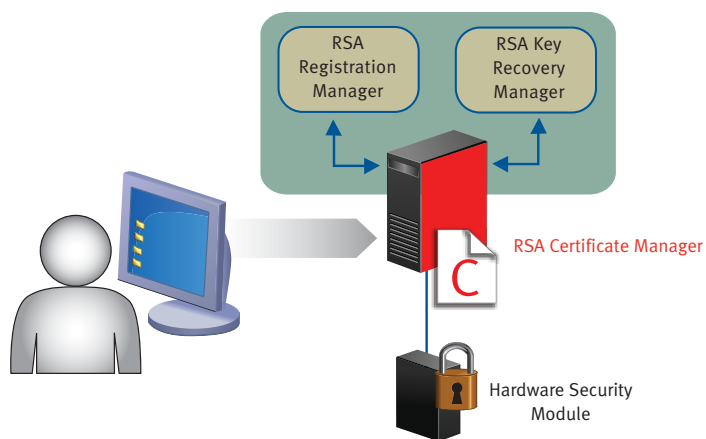 RSA
Registration
Manager
RSA Key
Recovery
Manager
RSA Certificate Manager
C
Hardware Security
Module